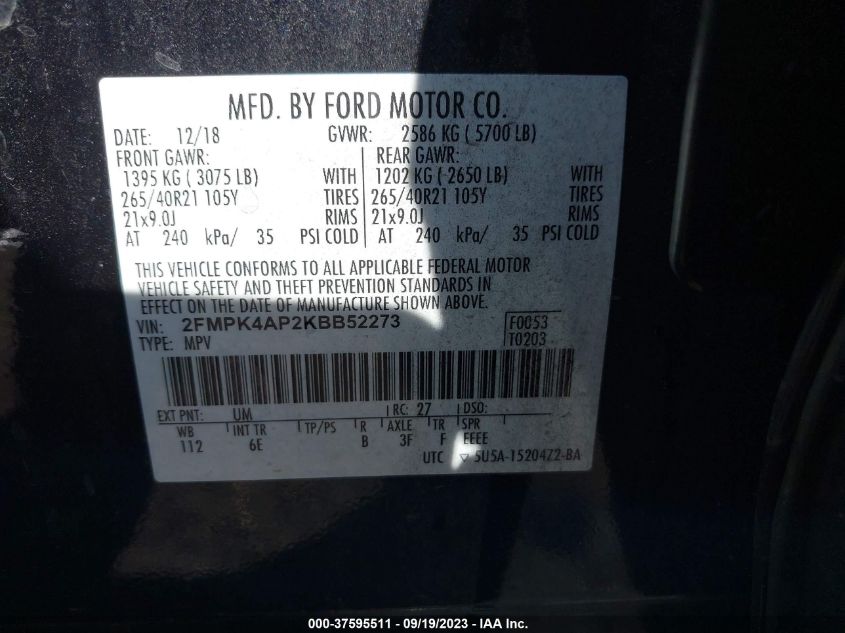 MFD. BY FORD MOTOR CO.
DATE: 12/18 GVWR: 2586 KG ( 5700 LB)
FRONT GAWR: REAR GAWR:
1395 KG ( 3075 LB) WITH 1202 KG ( 2650 LB) WITH
265/40R21 105Y TIRES 265/40R21 105Y TIRES
21x9.0J RIMS 21x9.0J RIMS
AT 240 kPa/ 35 PSI COLD AT 240 kPa/ 35 PSI COLD
THIS VEHICLE CONFORMS TO ALL APPLICABLE FEDERAL MOTOR
VEHICLE SAFETY AND THEFT PREVENTION STANDARDS IN
EFFECT ON THE DATE OF MANUFACTURE SHOWN ABOVE.
VIN: 2FMPK4AP2KBB52273 F0053
TYPE: MPV T0203
EXT PNT: UM RC: 27 DSO:
WB INT TR TP/PS R AXLE TR SPR
112 6E B 3F F EEEE
UTC ▽ 5U5A-1520472-BA
000-37595511 - 09/19/2023 - IAA Inc.